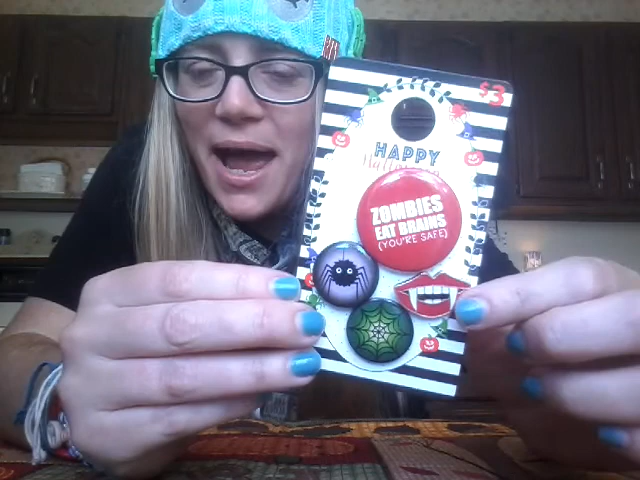 $3
HAPPY
Halloween
ZOMBIES
EAT BRAINS
(YOU'RE SAFE)